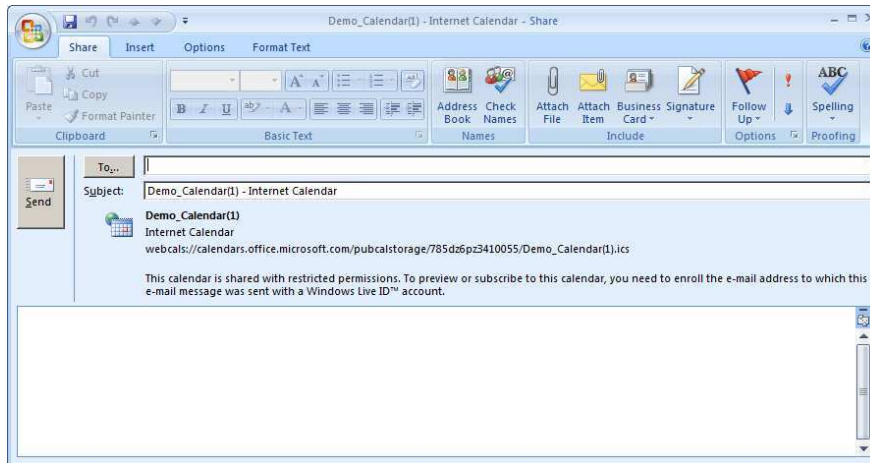 Demo_Calendar(1) - Internet Calendar - Share
Share Insert Options Format Text
Paste
Cut
Copy
Format Painter
Clipboard
B I U ab A
A A
Basic Text
Address Book
Check Names
Names
Attach File
Attach Item
Business Card
Signature
Include
Follow Up
Options
ABC
Spelling
Proofing
Send
To...
Subject: Demo_Calendar(1) - Internet Calendar
Demo_Calendar(1)
Internet Calendar
webcals://calendars.office.microsoft.com/pubcalstorage/785dz6pz3410055/Demo_Calendar(1).ics
This calendar is shared with restricted permissions. To preview or subscribe to this calendar, you need to enroll the e-mail address to which this
e-mail message was sent with a Windows Live ID™ account.